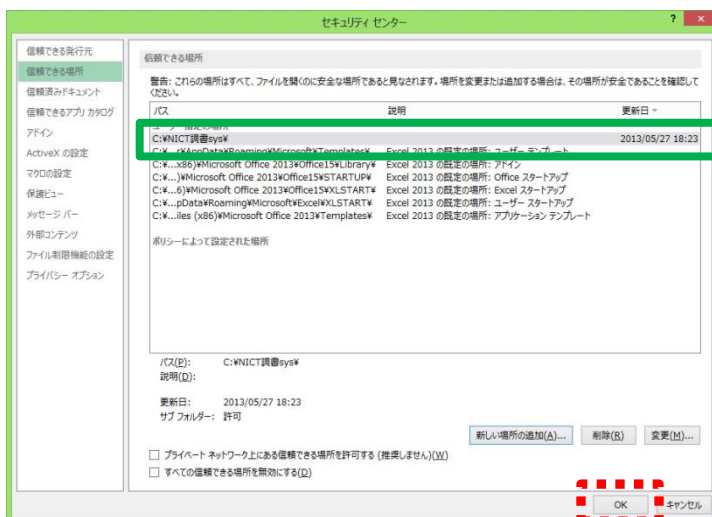 セキュリティ センター
? ×
信頼できる発行元
信頼できる場所
信頼済みドキュメント
信頼できるアプリ カタログ
アドイン
ActiveX の設定
マクロの設定
保護ビュー
メッセージ バー
外部コンテンツ
ファイル制限機能の設定
プライバシー オプション
信頼できる場所
警告: これらの場所はすべて、ファイルを開くのに安全な場所であると見なされます。場所を変更または追加する場合は、その場所が安全であることを確認して
ください。
パス 説明 更新日
ユーザー指定の場所
C:¥NICT調書sys¥ 2013/05/27 18:23
C:¥...r¥AppData¥Roaming¥Microsoft¥Templates¥ Excel 2013 の既定の場所: ユーザー テンプレート
C:¥...x86)¥Microsoft Office 2013¥Office15¥Library¥ Excel 2013 の既定の場所: アドイン
C:¥...)¥Microsoft Office 2013¥Office15¥STARTUP¥ Excel 2013 の既定の場所: Office スタートアップ
C:¥...6)¥Microsoft Office 2013¥Office15¥XLSTART¥ Excel 2013 の既定の場所: Excel スタートアップ
C:¥...pData¥Roaming¥Microsoft¥Excel¥XLSTART¥ Excel 2013 の既定の場所: ユーザー スタートアップ
C:¥...iles (x86)¥Microsoft Office 2013¥Templates¥ Excel 2013 の既定の場所: アプリケーション テンプレート
ポリシーによって設定された場所
パス(P): C:¥NICT調書sys¥
説明(D):
更新日: 2013/05/27 18:23
サブ フォルダー: 許可
新しい場所の追加(A)... 削除(R) 変更(M)...
プライベート ネットワーク上にある信頼できる場所を許可する (推奨しません)(W)
すべての信頼できる場所を無効にする(D)
OK キャンセル